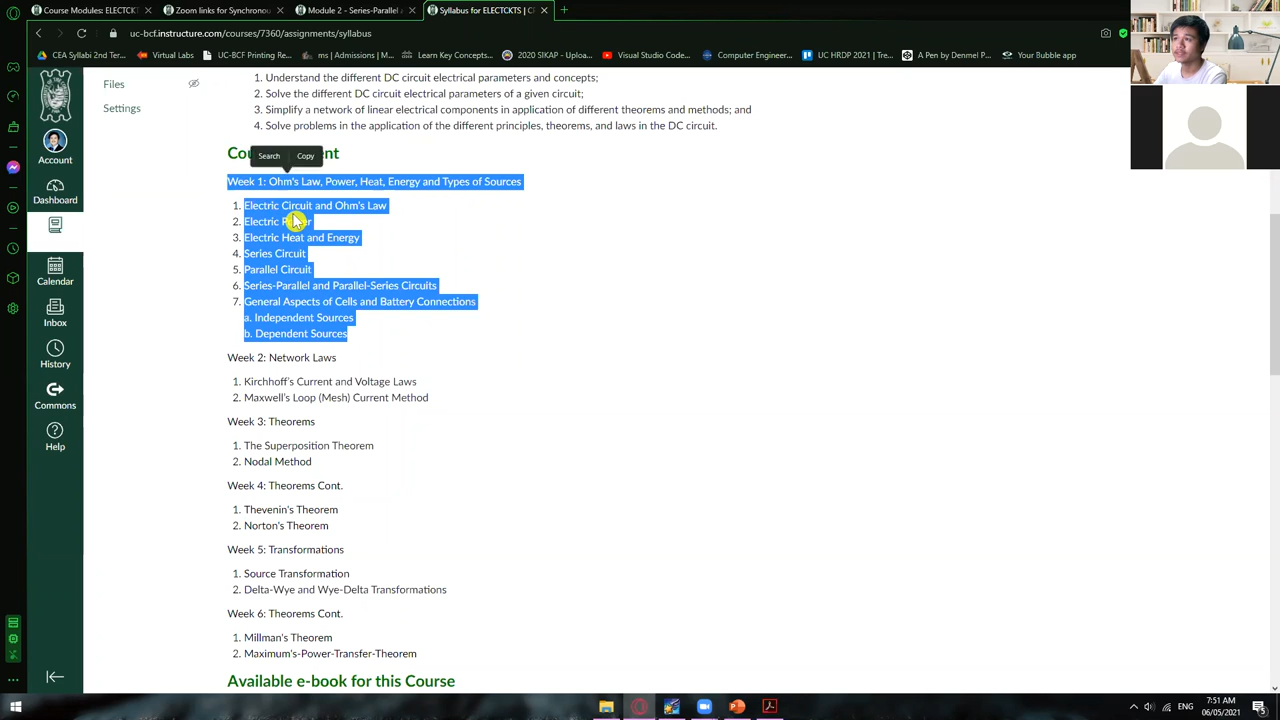 Course Modules: ELECTCKT
Zoom links for Synchronou
Module 2 - Series-Parallel
Syllabus for ELECTCKTS | CF
uc-bcf.instructure.com/courses/7360/assignments/syllabus
CEA Syllabi 2nd Ter...
Virtual Labs
UC-BCF Printing Re...
ms | Admissions | M...
Learn Key Concepts...
2020 SIKAP - Uploa...
Visual Studio Code...
Computer Engineer...
UC HRDP 2021 | Tre...
A Pen by Denmel P...
Your Bubble app
Files
Settings
Account
Dashboard
Calendar
Inbox
History
Commons
Help
1. Understand the different DC circuit electrical parameters and concepts;
2. Solve the different DC circuit electrical parameters of a given circuit;
3. Simplify a network of linear electrical components in application of different theorems and methods; and
4. Solve problems in the application of the different principles, theorems, and laws in the DC circuit.
Search
Copy
Week 1: Ohm's Law, Power, Heat, Energy and Types of Sources
1. Electric Circuit and Ohm's Law
2. Electric
3. Electric Heat and Energy
4. Series Circuit
5. Parallel Circuit
6. Series-Parallel and Parallel-Series Circuits
7. General Aspects of Cells and Battery Connections
a. Independent Sources
b. Dependent Sources
Week 2: Network Laws
1. Kirchhoff's Current and Voltage Laws
2. Maxwell's Loop (Mesh) Current Method
Week 3: Theorems
1. The Superposition Theorem
2. Nodal Method
Week 4: Theorems Cont.
1. Thevenin's Theorem
2. Norton's Theorem
Week 5: Transformations
1. Source Transformation
2. Delta-Wye and Wye-Delta Transformations
Week 6: Theorems Cont.
1. Millman's Theorem
2. Maximum's-Power-Transfer-Theorem
Available e-book for this Course
ENG
7:51 AM
06/05/2021